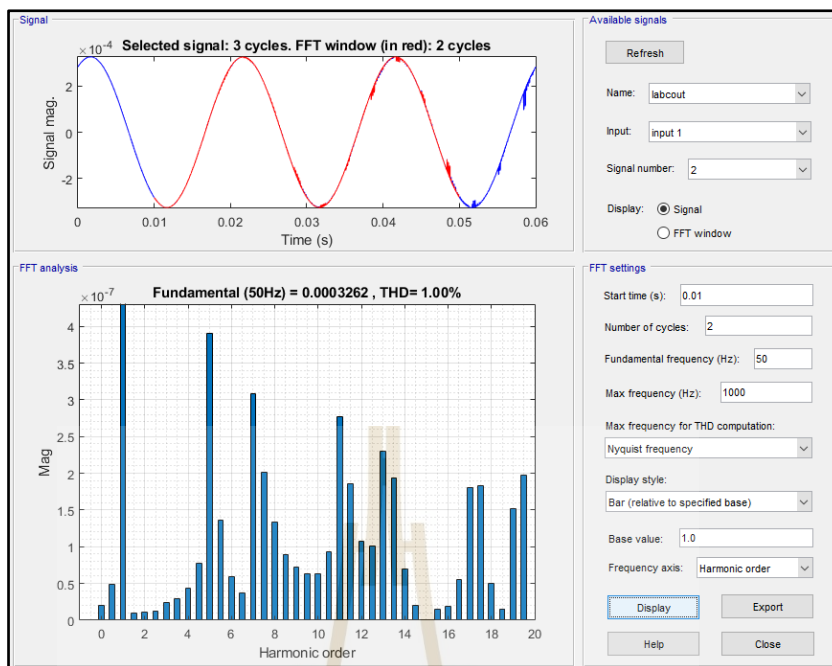 Signal
Selected signal: 3 cycles. FFT window (in red): 2 cycles
×10⁻⁴
2
0
-2
Signal mag.
0 0.01 0.02 0.03 0.04 0.05 0.06
Time (s)
Available signals
Refresh
Name: labcout
Input: input 1
Signal number: 2
Display: Signal
FFT window
FFT analysis
Fundamental (50Hz) = 0.0003262 , THD= 1.00%
×10⁻⁷
4
3.5
3
2.5
2
1.5
1
0.5
0
Mag
0 2 4 6 8 10 12 14 16 18 20
Harmonic order
FFT settings
Start time (s): 0.01
Number of cycles: 2
Fundamental frequency (Hz): 50
Max frequency (Hz): 1000
Max frequency for THD computation:
Nyquist frequency
Display style:
Bar (relative to specified base)
Base value: 1.0
Frequency axis: Harmonic order
Display Export
Help Close